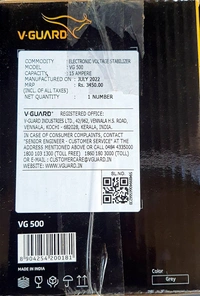 V-GUARD
COMMODITY : ELECTRONIC VOLTAGE STABILIZER
MODEL : VG 500
CAPACITY : 15 AMPERE
MANUFACTURED ON : JULY 2022
MRP : Rs. 3450.00
(INCL. OF ALL TAXES)
NET QUANTITY : 1 NUMBER
V-GUARD REGISTERED OFFICE:
V-GUARD INDUSTRIES LTD., 42/962, VENNALA H.S. ROAD,
VENNALA, KOCHI - 682028, KERALA, INDIA.
IN CASE OF CONSUMER COMPLAINTS, CONTACT
"SENIOR ENGINEER - CUSTOMER SERVICE" AT THE
ADDRESS MENTIONED ABOVE OR CALL 0484 4335000
1800 103 1300 (TOLL FREE) 1860 180 3000 (TOLL)
OR E-MAIL : CUSTOMERCARE@VGUARD.IN
WEBSITE: WWW.VGUARD.IN
SL.NO.
VG 500
8904254200181
MADE IN INDIA
Color
Grey